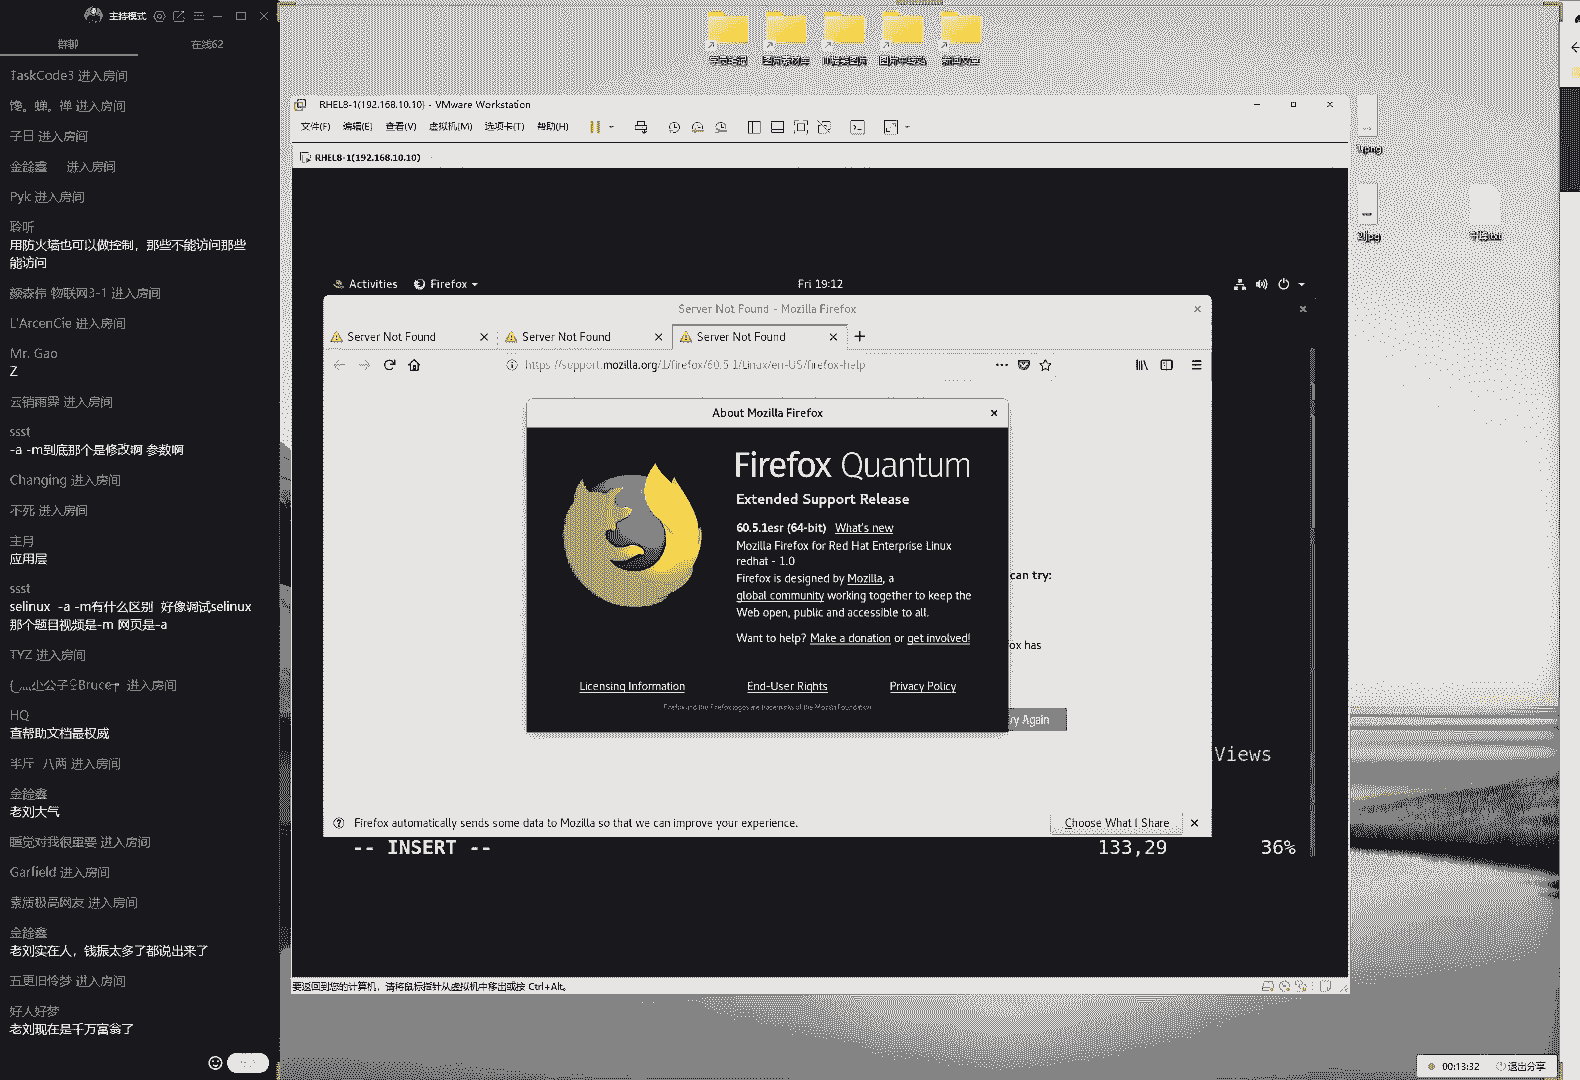 主持模式
群聊
在线62
TaskCode3 进入房间
馋。蝉。禅 进入房间
子日 进入房间
金鍂鑫 进入房间
Pyk 进入房间
聆听
用防火墙也可以做控制，那些不能访问那些
能访问
颜森伟 物联网3-1 进入房间
L'ArcenCie 进入房间
Mr. Gao
Z
云销雨霁 进入房间
ssst
-a -m到底那个是修改啊 参数啊
Changing 进入房间
不死 进入房间
主月
应用层
ssst
selinux -a -m有什么区别 好像调试selinux
那个题目视频是-m 网页是-a
TYZ 进入房间
进入房间
HQ
查帮助文档最权威
半斤 八两 进入房间
金鍂鑫
老刘大气
睡觉对我很重要 进入房间
Garfield 进入房间
素质极高网友 进入房间
金鍂鑫
老刘实在人，钱振太多了都说出来了
五更旧怜梦 进入房间
好人好梦
老刘现在是千万富翁了
RHEL8-1(192.168.10.10) - VMware Workstation
文件(F) 编辑(E) 查看(V) 虚拟机(M) 选项卡(T) 帮助(H)
RHEL8-1(192.168.10.10)
Activities Firefox Fri 19:12
Server Not Found - Mozilla Firefox
Server Not Found Server Not Found Server Not Found
https://support.mozilla.org/1/firefox/60.5.1/Linux/en-US/firefox-help
About Mozilla Firefox
Firefox Quantum
Extended Support Release
60.5.1esr (64-bit) What's new
Mozilla Firefox for Red Hat Enterprise Linux
redhat - 1.0
Firefox is designed by Mozilla, a
global community working together to keep the
Web open, public and accessible to all.
Want to help? Make a donation or get involved!
Licensing Information End-User Rights Privacy Policy
Firefox and the Firefox logos are trademarks of the Mozilla Foundation.
can try:
ox has
ry Again
Views
Firefox automatically sends some data to Mozilla so that we can improve your experience.
Choose What I Share
-- INSERT -- 133,29 36%
要返回到您的计算机，请将鼠标指针从虚拟机中移出或按 Ctrl+Alt。
00:13:32 退出分享